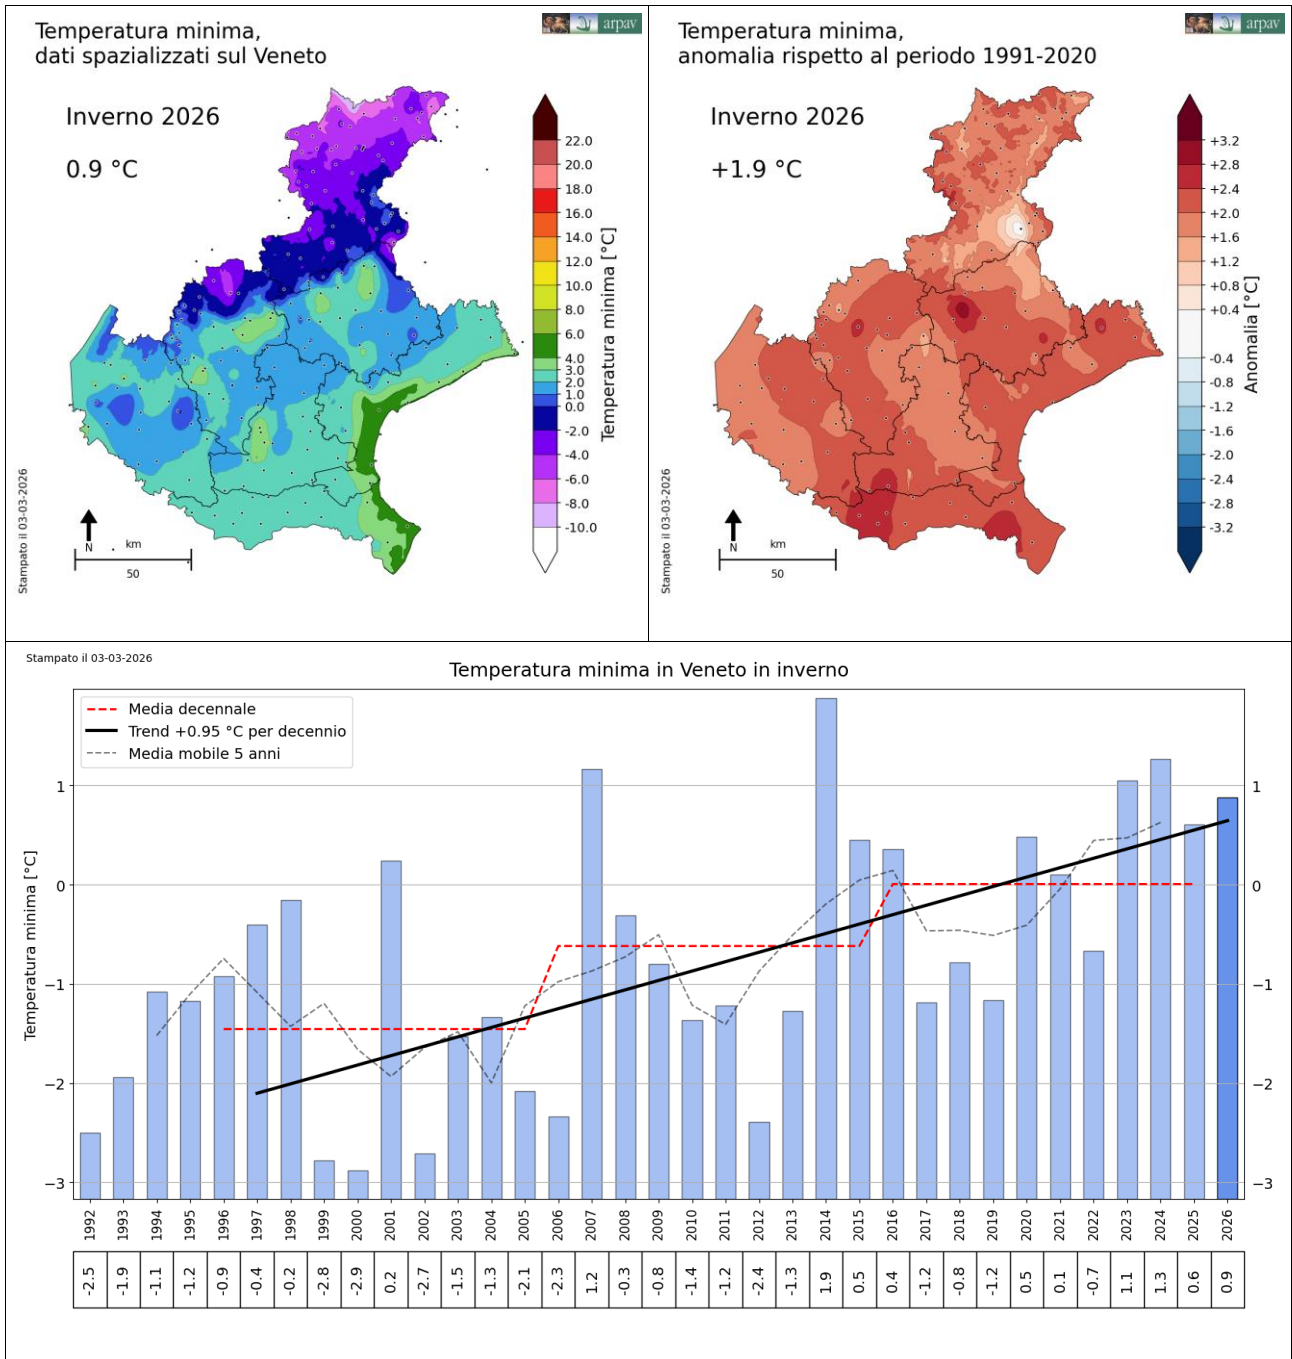 Temperatura minima,
dati spazializzati sul Veneto
arpav
Inverno 2026
0.9 °C
22.0
20.0
18.0
16.0
14.0
12.0
10.0
8.0
6.0
4.0
3.0
2.0
1.0
0.0
-2.0
-4.0
-6.0
-8.0
-10.0
Temperatura minima [°C]
Stampato il 03-03-2026
N
km
50
Temperatura minima,
anomalia rispetto al periodo 1991-2020
arpav
Inverno 2026
+1.9 °C
+3.2
+2.8
+2.4
+2.0
+1.6
+1.2
+0.8
+0.4
-0.4
-0.8
-1.2
-1.6
-2.0
-2.4
-2.8
-3.2
Anomalia [°C]
Stampato il 03-03-2026
N
km
50
Stampato il 03-03-2026
Temperatura minima in Veneto in inverno
Media decennale
Trend +0.95 °C per decennio
Media mobile 5 anni
Temperatura minima [°C]
1 1
0 0
−1 −1
−2 −2
−3 −3
1992 1993 1994 1995 1996 1997 1998 1999 2000 2001 2002 2003 2004 2005 2006 2007 2008 2009 2010 2011 2012 2013 2014 2015 2016 2017 2018 2019 2020 2021 2022 2023 2024 2025 2026
-2.5 -1.9 -1.1 -1.2 -0.9 -0.4 -0.2 -2.8 -2.9 0.2 -2.7 -1.5 -1.3 -2.1 -2.3 1.2 -0.3 -0.8 -1.4 -1.2 -2.4 -1.3 1.9 0.5 0.4 -1.2 -0.8 -1.2 0.5 0.1 -0.7 1.1 1.3 0.6 0.9